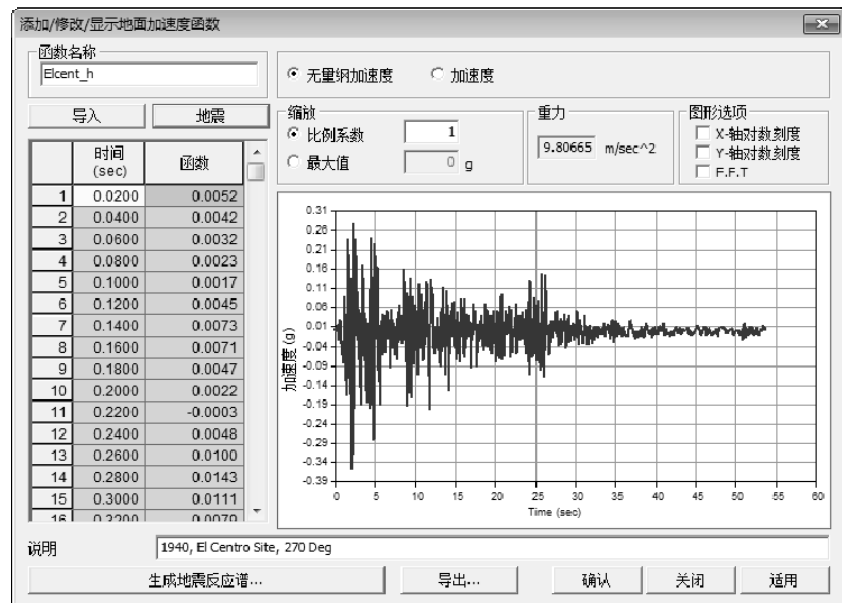 添加/修改/显示地面加速度函数
函数名称
Elcent_h
无量钢加速度 加速度
导入 地震
缩放
比例系数 1
最大值 0 g
重力
9.80665 m/sec^2
图形选项
X-轴对数刻度
Y-轴对数刻度
F.F.T
时间 (sec) 函数
1 0.0200 0.0052
2 0.0400 0.0042
3 0.0600 0.0032
4 0.0800 0.0023
5 0.1000 0.0017
6 0.1200 0.0045
7 0.1400 0.0073
8 0.1600 0.0071
9 0.1800 0.0047
10 0.2000 0.0022
11 0.2200 -0.0003
12 0.2400 0.0048
13 0.2600 0.0100
14 0.2800 0.0143
15 0.3000 0.0111
16 0.3200 0.0079
加速度 (g)
0.31
0.26
0.21
0.16
0.11
0.06
0.01
-0.04
-0.09
-0.14
-0.19
-0.24
-0.29
-0.34
-0.39
0 5 10 15 20 25 30 35 40 45 50 55 60
Time (sec)
说明 1940, El Centro Site, 270 Deg
生成地震反应谱... 导出... 确认 关闭 适用